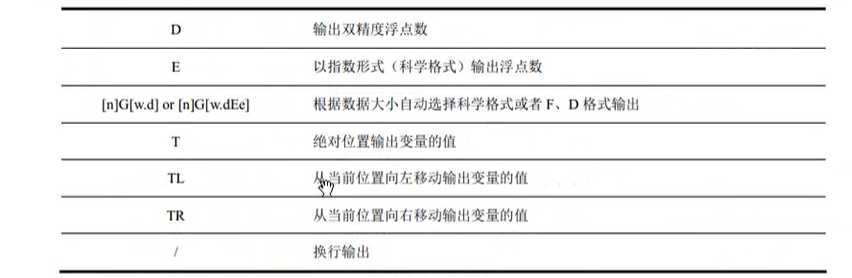 D 输出双精度浮点数
E 以指数形式（科学格式）输出浮点数
[n]G[w.d] or [n]G[w.dEe] 根据数据大小自动选择科学格式或者 F、D 格式输出
T 绝对位置输出变量的值
TL 从当前位置向左移动输出变量的值
TR 从当前位置向右移动输出变量的值
/ 换行输出